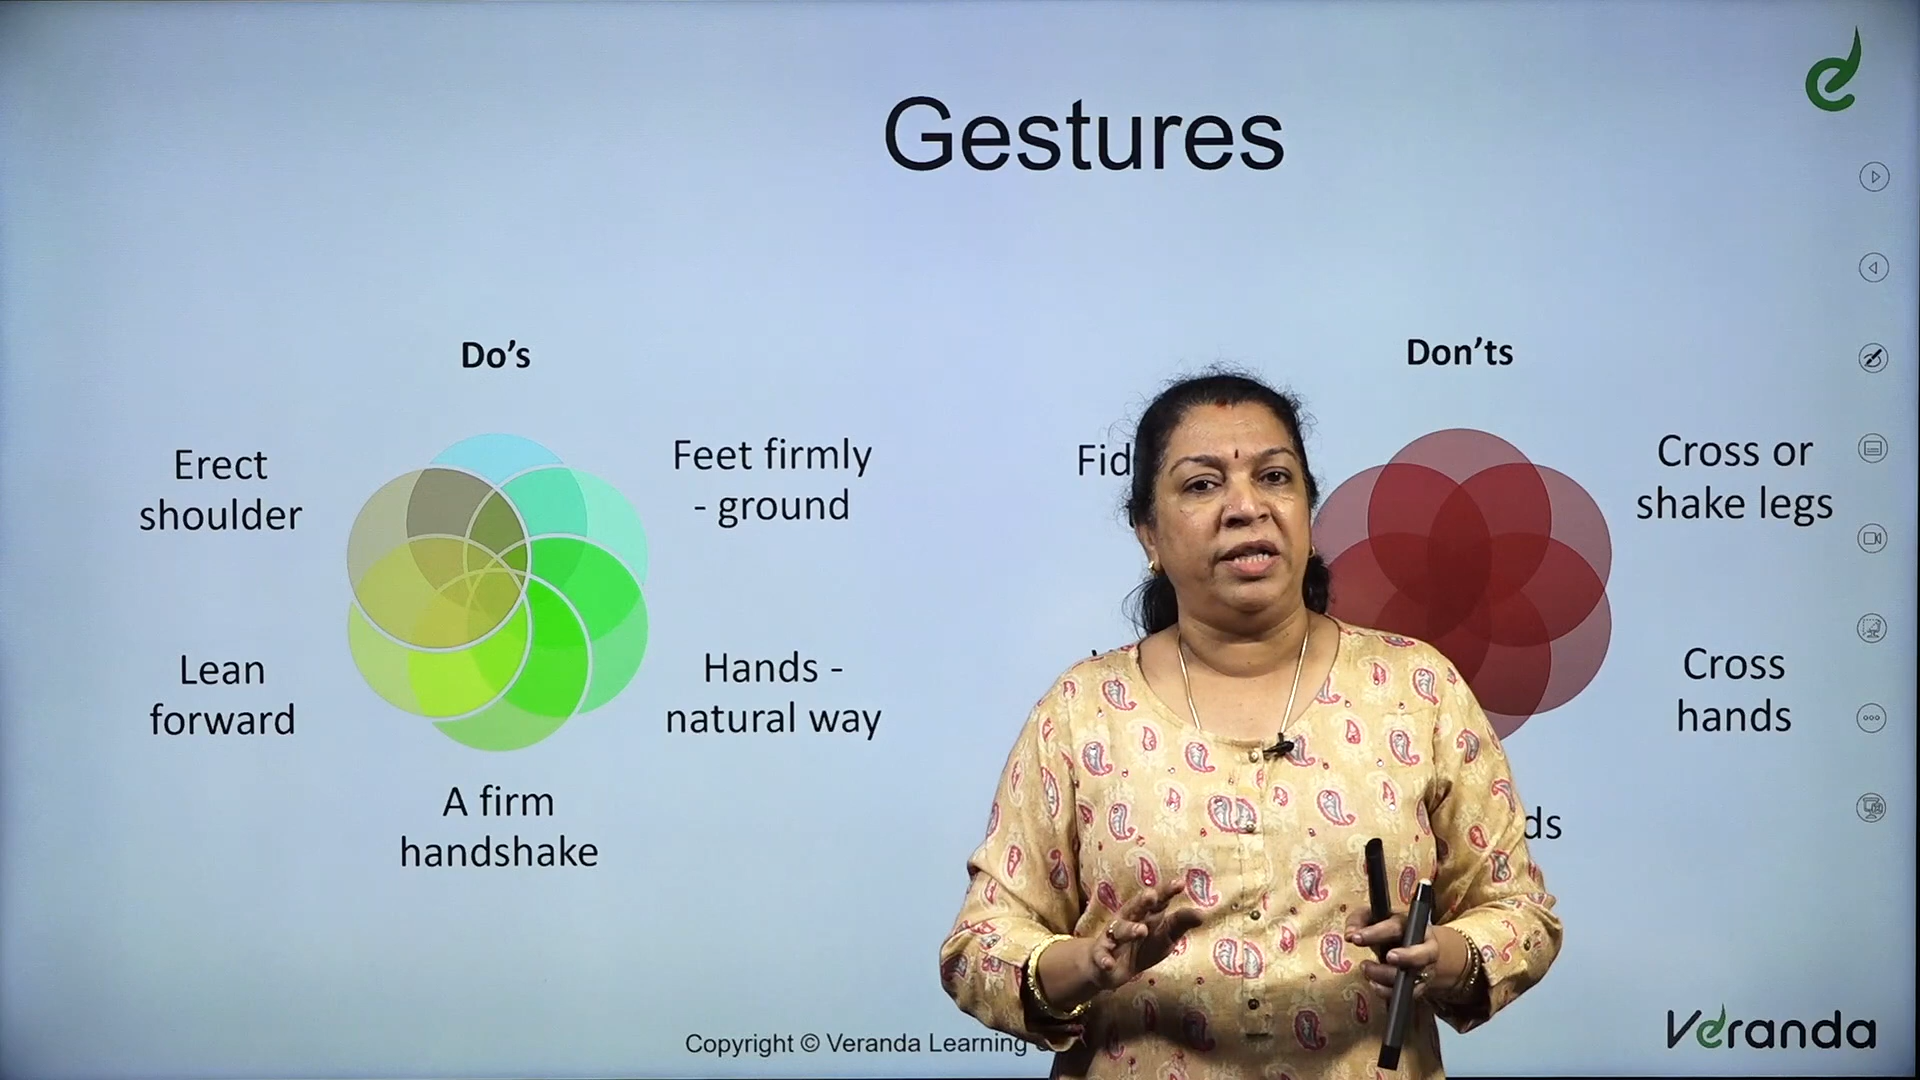 Gestures
Do’s
Erect
shoulder
Feet firmly
- ground
Lean
forward
Hands -
natural way
A firm
handshake
Don’ts
Cross or
shake legs
Cross
hands
Copyright © Veranda Learning
Veranda